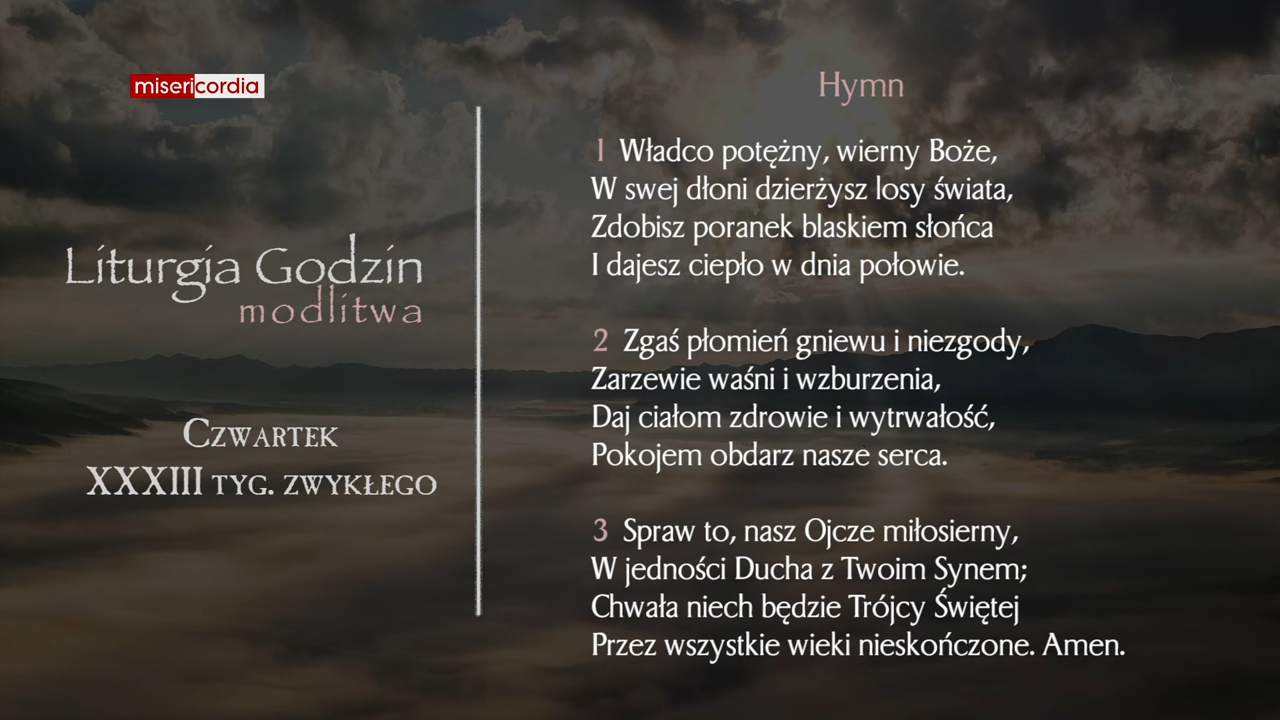 misericordia
Liturgia Godzin
modlitwa
Czwartek
XXXIII tyg. zwykłego
Hymn
1 Władco potężny, wierny Boże,
W swej dłoni dzierżysz losy świata,
Zdobisz poranek blaskiem słońca
I dajesz ciepło w dnia połowie.
2 Zgaś płomień gniewu i niezgody,
Zarzewie waśni i wzburzenia,
Daj ciałom zdrowie i wytrwałość,
Pokojem obdarz nasze serca.
3 Spraw to, nasz Ojcze miłosierny,
W jedności Ducha z Twoim Synem;
Chwała niech będzie Trójcy Świętej
Przez wszystkie wieki nieskończone. Amen.